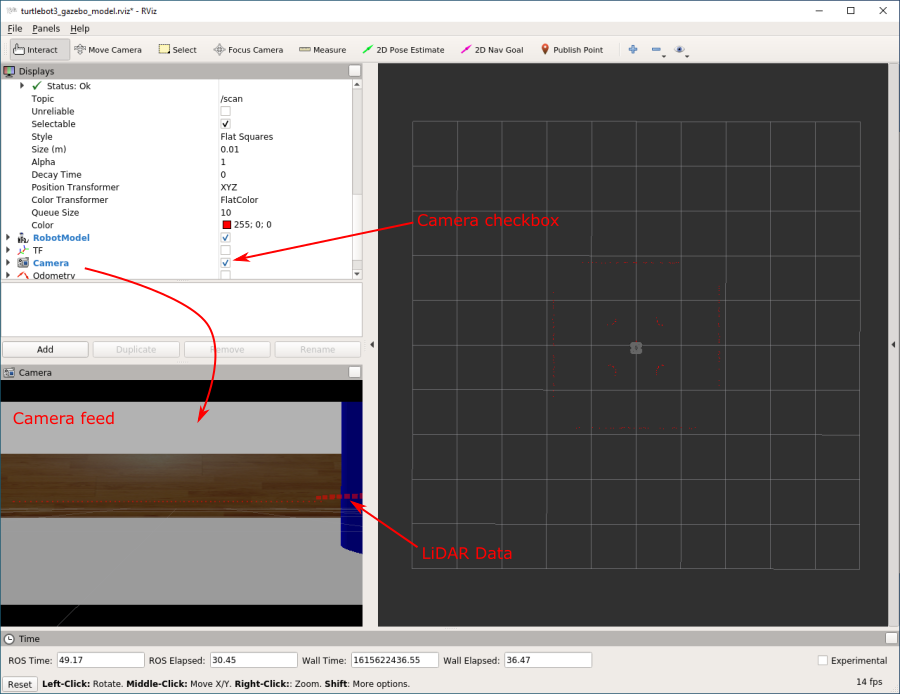 turtlebot3_gazebo_model.rviz* - RViz
File Panels Help
Interact Move Camera Select Focus Camera Measure 2D Pose Estimate 2D Nav Goal Publish Point
Displays
Status: Ok
Topic /scan
Unreliable
Selectable
Style Flat Squares
Size (m) 0.01
Alpha 1
Decay Time 0
Position Transformer XYZ
Color Transformer FlatColor
Queue Size 10
Color 255; 0; 0
RobotModel
TF
Camera
Odometry
Camera checkbox
Add Duplicate Remove Rename
Camera
Camera feed
LiDAR Data
Time
ROS Time: 49.17 ROS Elapsed: 30.45 Wall Time: 1615622436.55 Wall Elapsed: 36.47 Experimental
Reset Left-Click: Rotate. Middle-Click: Move X/Y. Right-Click:: Zoom. Shift: More options. 14 fps